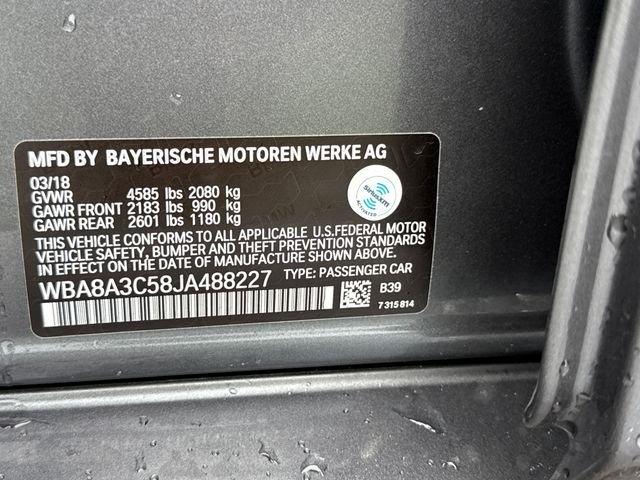 MFD BY BAYERISCHE MOTOREN WERKE AG
03/18
GVWR 4585 lbs 2080 kg
GAWR FRONT 2183 lbs 990 kg
GAWR REAR 2601 lbs 1180 kg
siriusxm
ACTIVATED
THIS VEHICLE CONFORMS TO ALL APPLICABLE U.S.FEDERAL MOTOR
VEHICLE SAFETY, BUMPER AND THEFT PREVENTION STANDARDS
IN EFFECT ON THE DATE OF MANUFACTURE SHOWN ABOVE.
WBA8A3C58JA488227 TYPE: PASSENGER CAR
B39
7 315 814